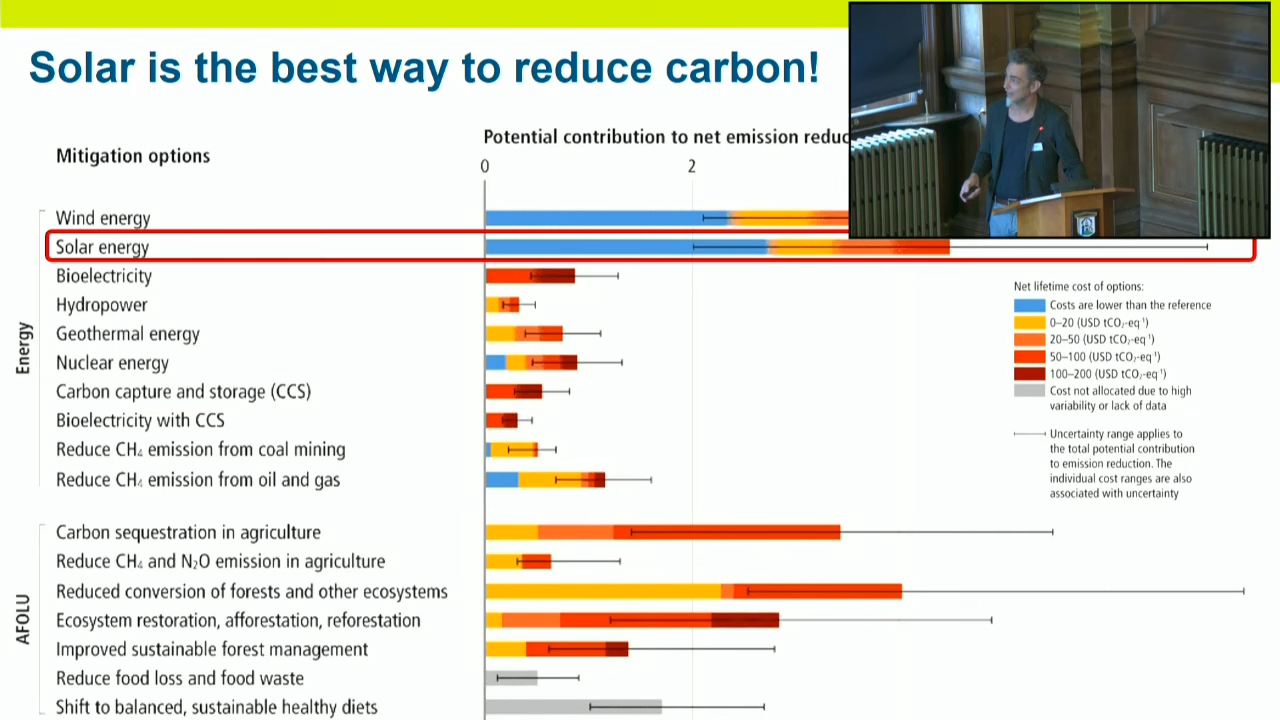 Solar is the best way to reduce carbon!
Potential contribution to net emission
Mitigation options
0
2
Wind energy
Solar energy
Bioelectricity
Hydropower
Geothermal energy
Nuclear energy
Carbon capture and storage (CCS)
Bioelectricity with CCS
Reduce CH₄ emission from coal mining
Reduce CH₄ emission from oil and gas
Energy
Carbon sequestration in agriculture
Reduce CH₄ and N₂O emission in agriculture
Reduced conversion of forests and other ecosystems
Ecosystem restoration, afforestation, reforestation
Improved sustainable forest management
Reduce food loss and food waste
Shift to balanced, sustainable healthy diets
AFOLU
Net lifetime cost of options:
Costs are lower than the reference
0–20 (USD tCO₂-eq⁻¹)
20–50 (USD tCO₂-eq⁻¹)
50–100 (USD tCO₂-eq⁻¹)
100–200 (USD tCO₂-eq⁻¹)
Cost not allocated due to high
variability or lack of data
Uncertainty range applies to
the total potential contribution
to emission reduction. The
individual cost ranges are also
associated with uncertainty